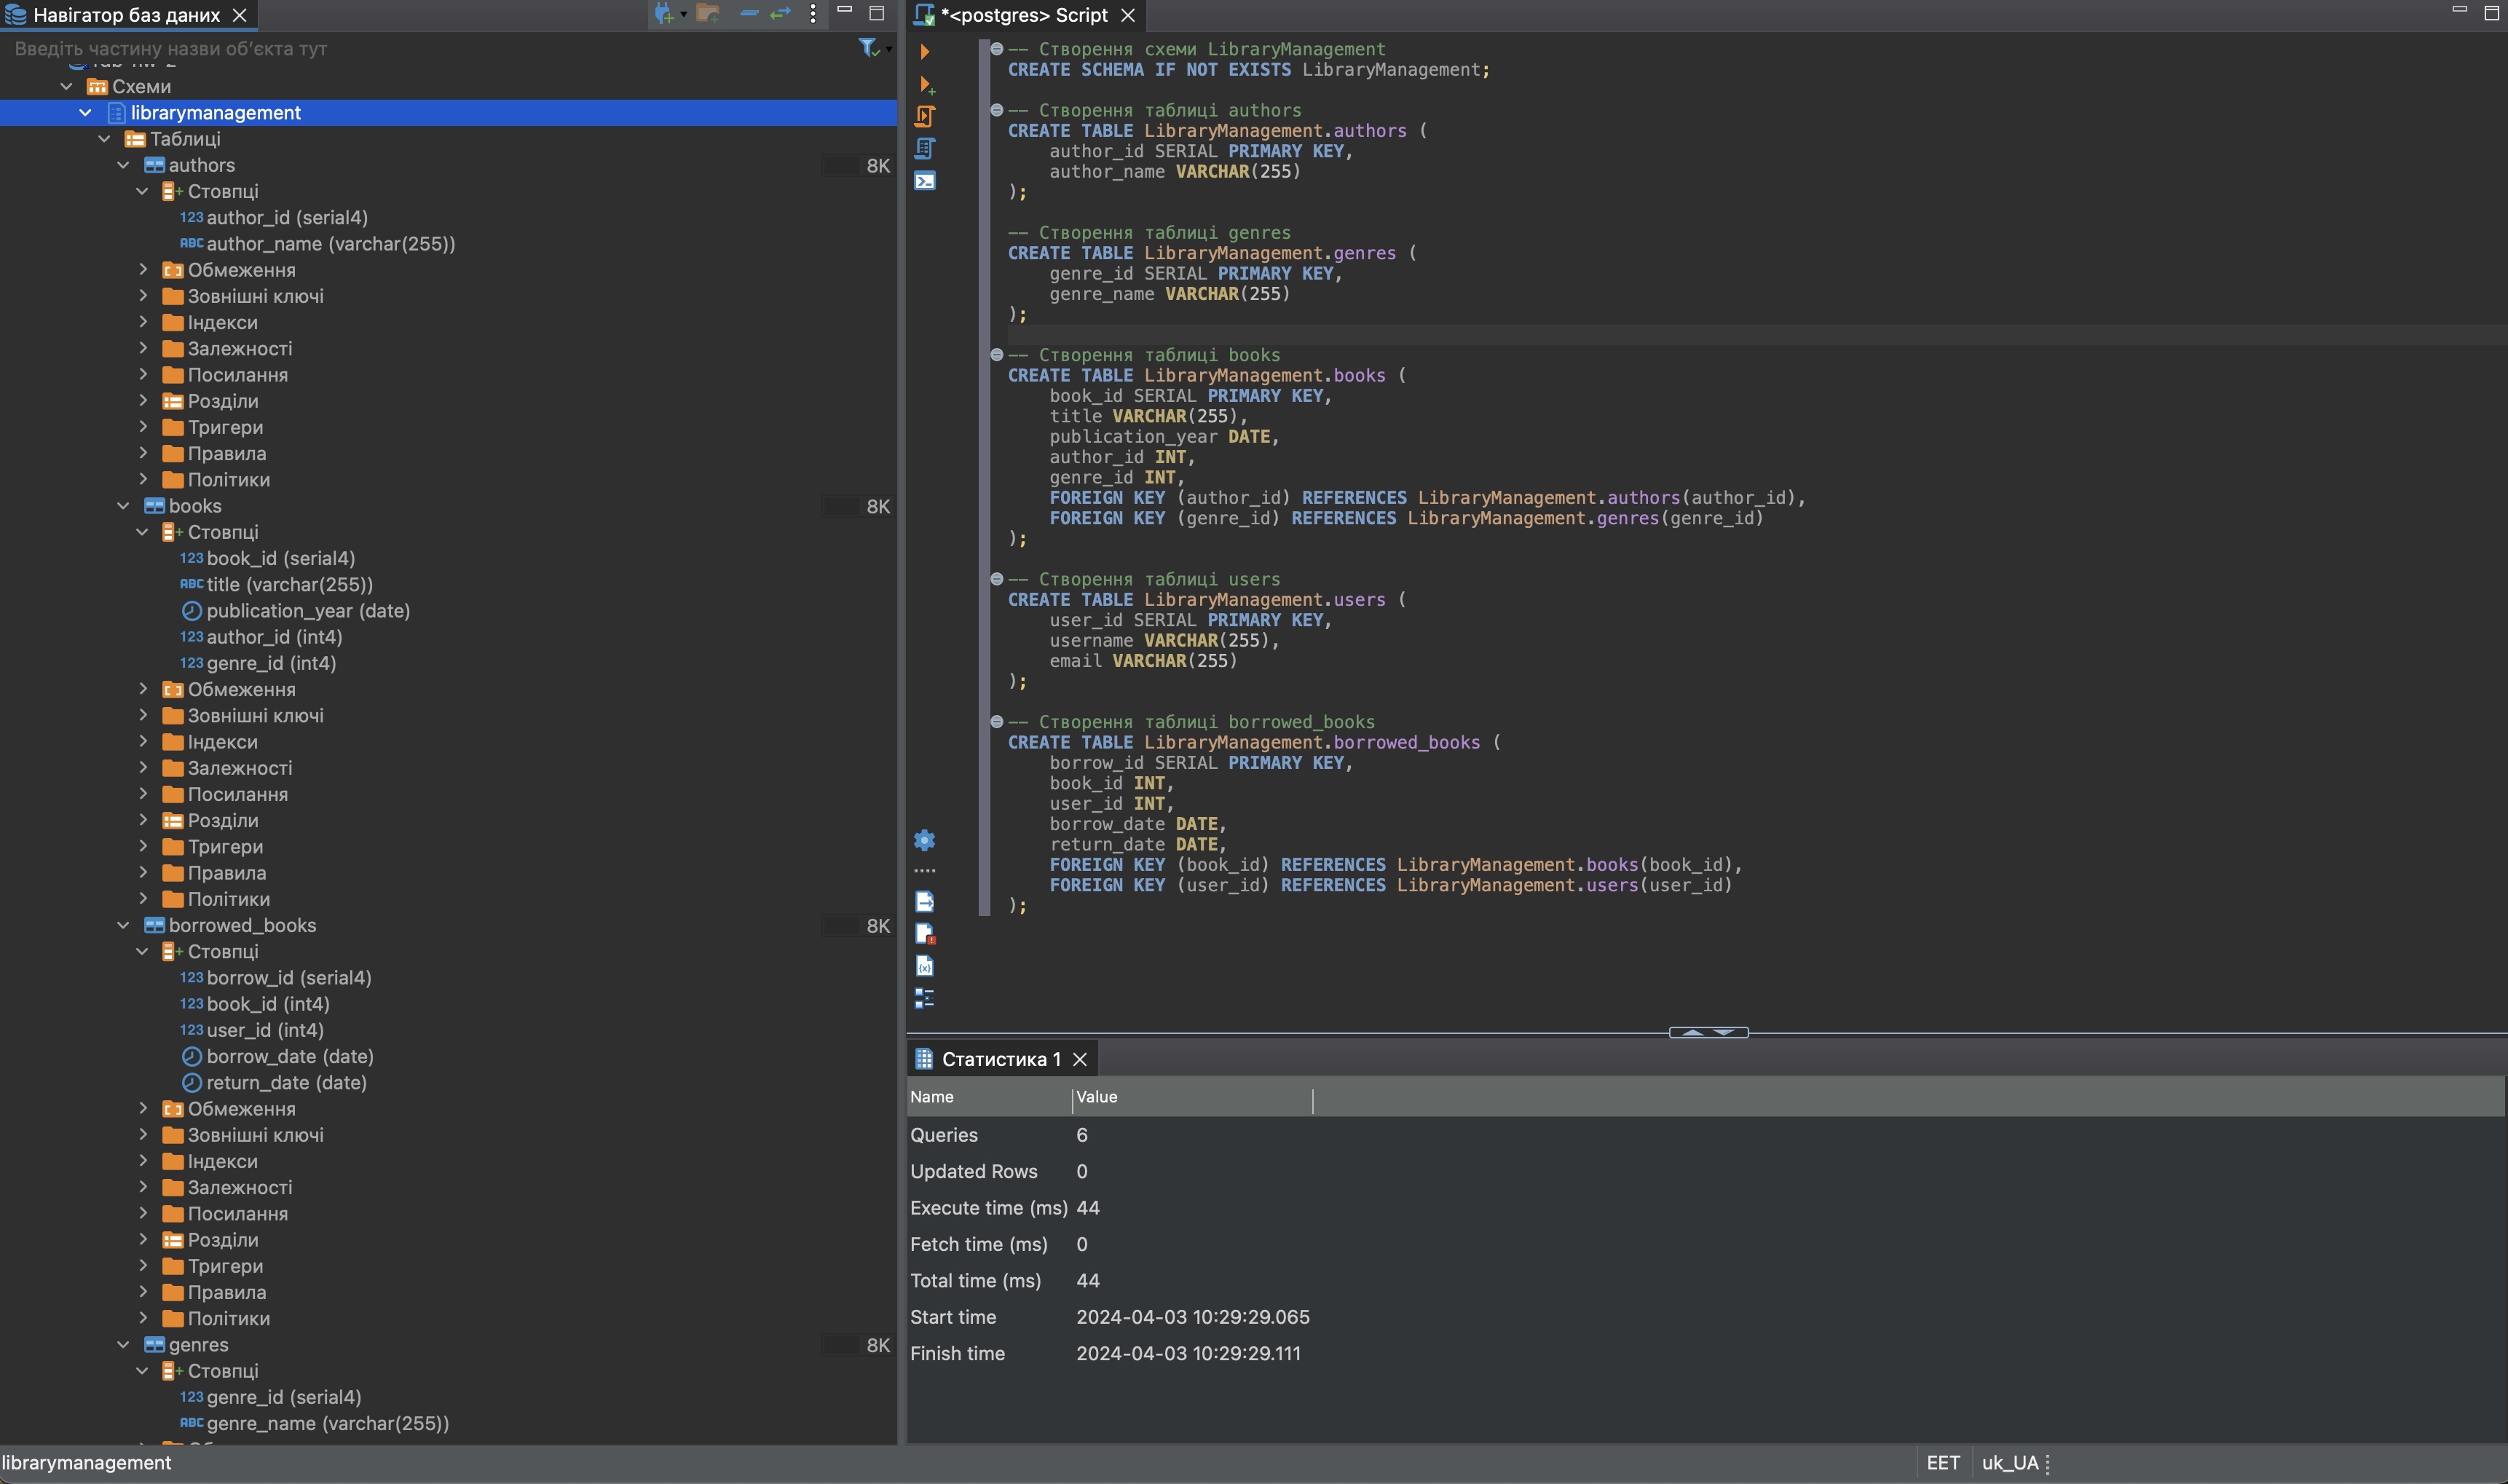 Навігатор баз даних
Введіть частину назви об'єкта тут
Схеми
librarymanagement
Таблиці
authors 8K
Стовпці
123 author_id (serial4)
ABC author_name (varchar(255))
Обмеження
Зовнішні ключі
Індекси
Залежності
Посилання
Розділи
Тригери
Правила
Політики
books 8K
Стовпці
123 book_id (serial4)
ABC title (varchar(255))
publication_year (date)
123 author_id (int4)
123 genre_id (int4)
Обмеження
Зовнішні ключі
Індекси
Залежності
Посилання
Розділи
Тригери
Правила
Політики
borrowed_books 8K
Стовпці
123 borrow_id (serial4)
123 book_id (int4)
123 user_id (int4)
borrow_date (date)
return_date (date)
Обмеження
Зовнішні ключі
Індекси
Залежності
Посилання
Розділи
Тригери
Правила
Політики
genres 8K
Стовпці
123 genre_id (serial4)
ABC genre_name (varchar(255))
*<postgres> Script
-- Створення схеми LibraryManagement
CREATE SCHEMA IF NOT EXISTS LibraryManagement;
-- Створення таблиці authors
CREATE TABLE LibraryManagement.authors (
author_id SERIAL PRIMARY KEY,
author_name VARCHAR(255)
);
-- Створення таблиці genres
CREATE TABLE LibraryManagement.genres (
genre_id SERIAL PRIMARY KEY,
genre_name VARCHAR(255)
);
-- Створення таблиці books
CREATE TABLE LibraryManagement.books (
book_id SERIAL PRIMARY KEY,
title VARCHAR(255),
publication_year DATE,
author_id INT,
genre_id INT,
FOREIGN KEY (author_id) REFERENCES LibraryManagement.authors(author_id),
FOREIGN KEY (genre_id) REFERENCES LibraryManagement.genres(genre_id)
);
-- Створення таблиці users
CREATE TABLE LibraryManagement.users (
user_id SERIAL PRIMARY KEY,
username VARCHAR(255),
email VARCHAR(255)
);
-- Створення таблиці borrowed_books
CREATE TABLE LibraryManagement.borrowed_books (
borrow_id SERIAL PRIMARY KEY,
book_id INT,
user_id INT,
borrow_date DATE,
return_date DATE,
FOREIGN KEY (book_id) REFERENCES LibraryManagement.books(book_id),
FOREIGN KEY (user_id) REFERENCES LibraryManagement.users(user_id)
);
Статистика 1
Name Value
Queries 6
Updated Rows 0
Execute time (ms) 44
Fetch time (ms) 0
Total time (ms) 44
Start time 2024-04-03 10:29:29.065
Finish time 2024-04-03 10:29:29.111
librarymanagement
EET uk_UA